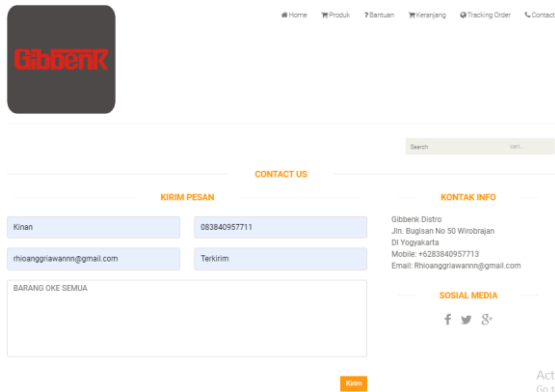 Gibbenk
Home Produk ? Bantuan Keranjang Tracking Order Contact
Search cari...
CONTACT US
KIRIM PESAN
Kinan 083840957711
rhioanggriawannn@gmail.com Terkirim
BARANG OKE SEMUA
Kirim
KONTAK INFO
Gibbenk Distro
Jln. Bugisan No 50 Wirobrajan
DI Yogyakarta
Mobile: +6283840957713
Email: Rhioanggriawannn@gmail.com
SOSIAL MEDIA
Act
Go t